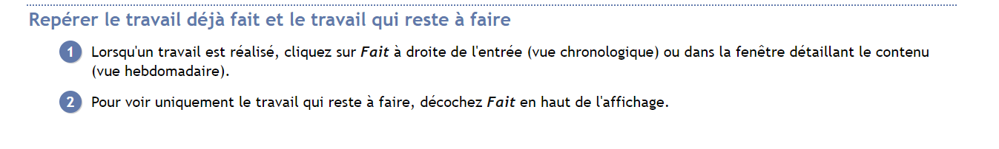 Repérer le travail déjà fait et le travail qui reste à faire
1 Lorsqu'un travail est réalisé, cliquez sur Fait à droite de l'entrée (vue chronologique) ou dans la fenêtre détaillant le contenu
(vue hebdomadaire).
2 Pour voir uniquement le travail qui reste à faire, décochez Fait en haut de l'affichage.